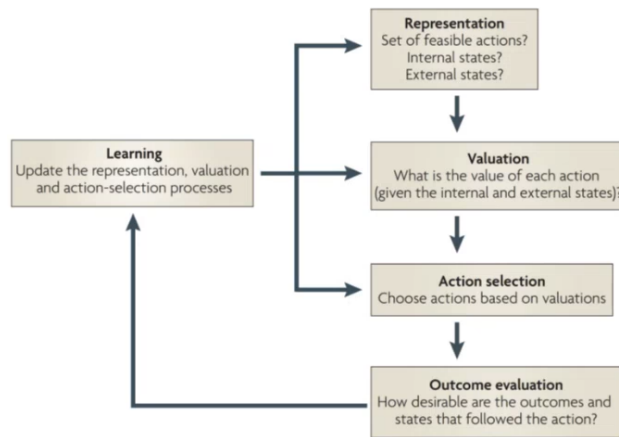 Representation
Set of feasible actions?
Internal states?
External states?
Learning
Update the representation, valuation
and action-selection processes
Valuation
What is the value of each action
(given the internal and external states)?
Action selection
Choose actions based on valuations
Outcome evaluation
How desirable are the outcomes and
states that followed the action?